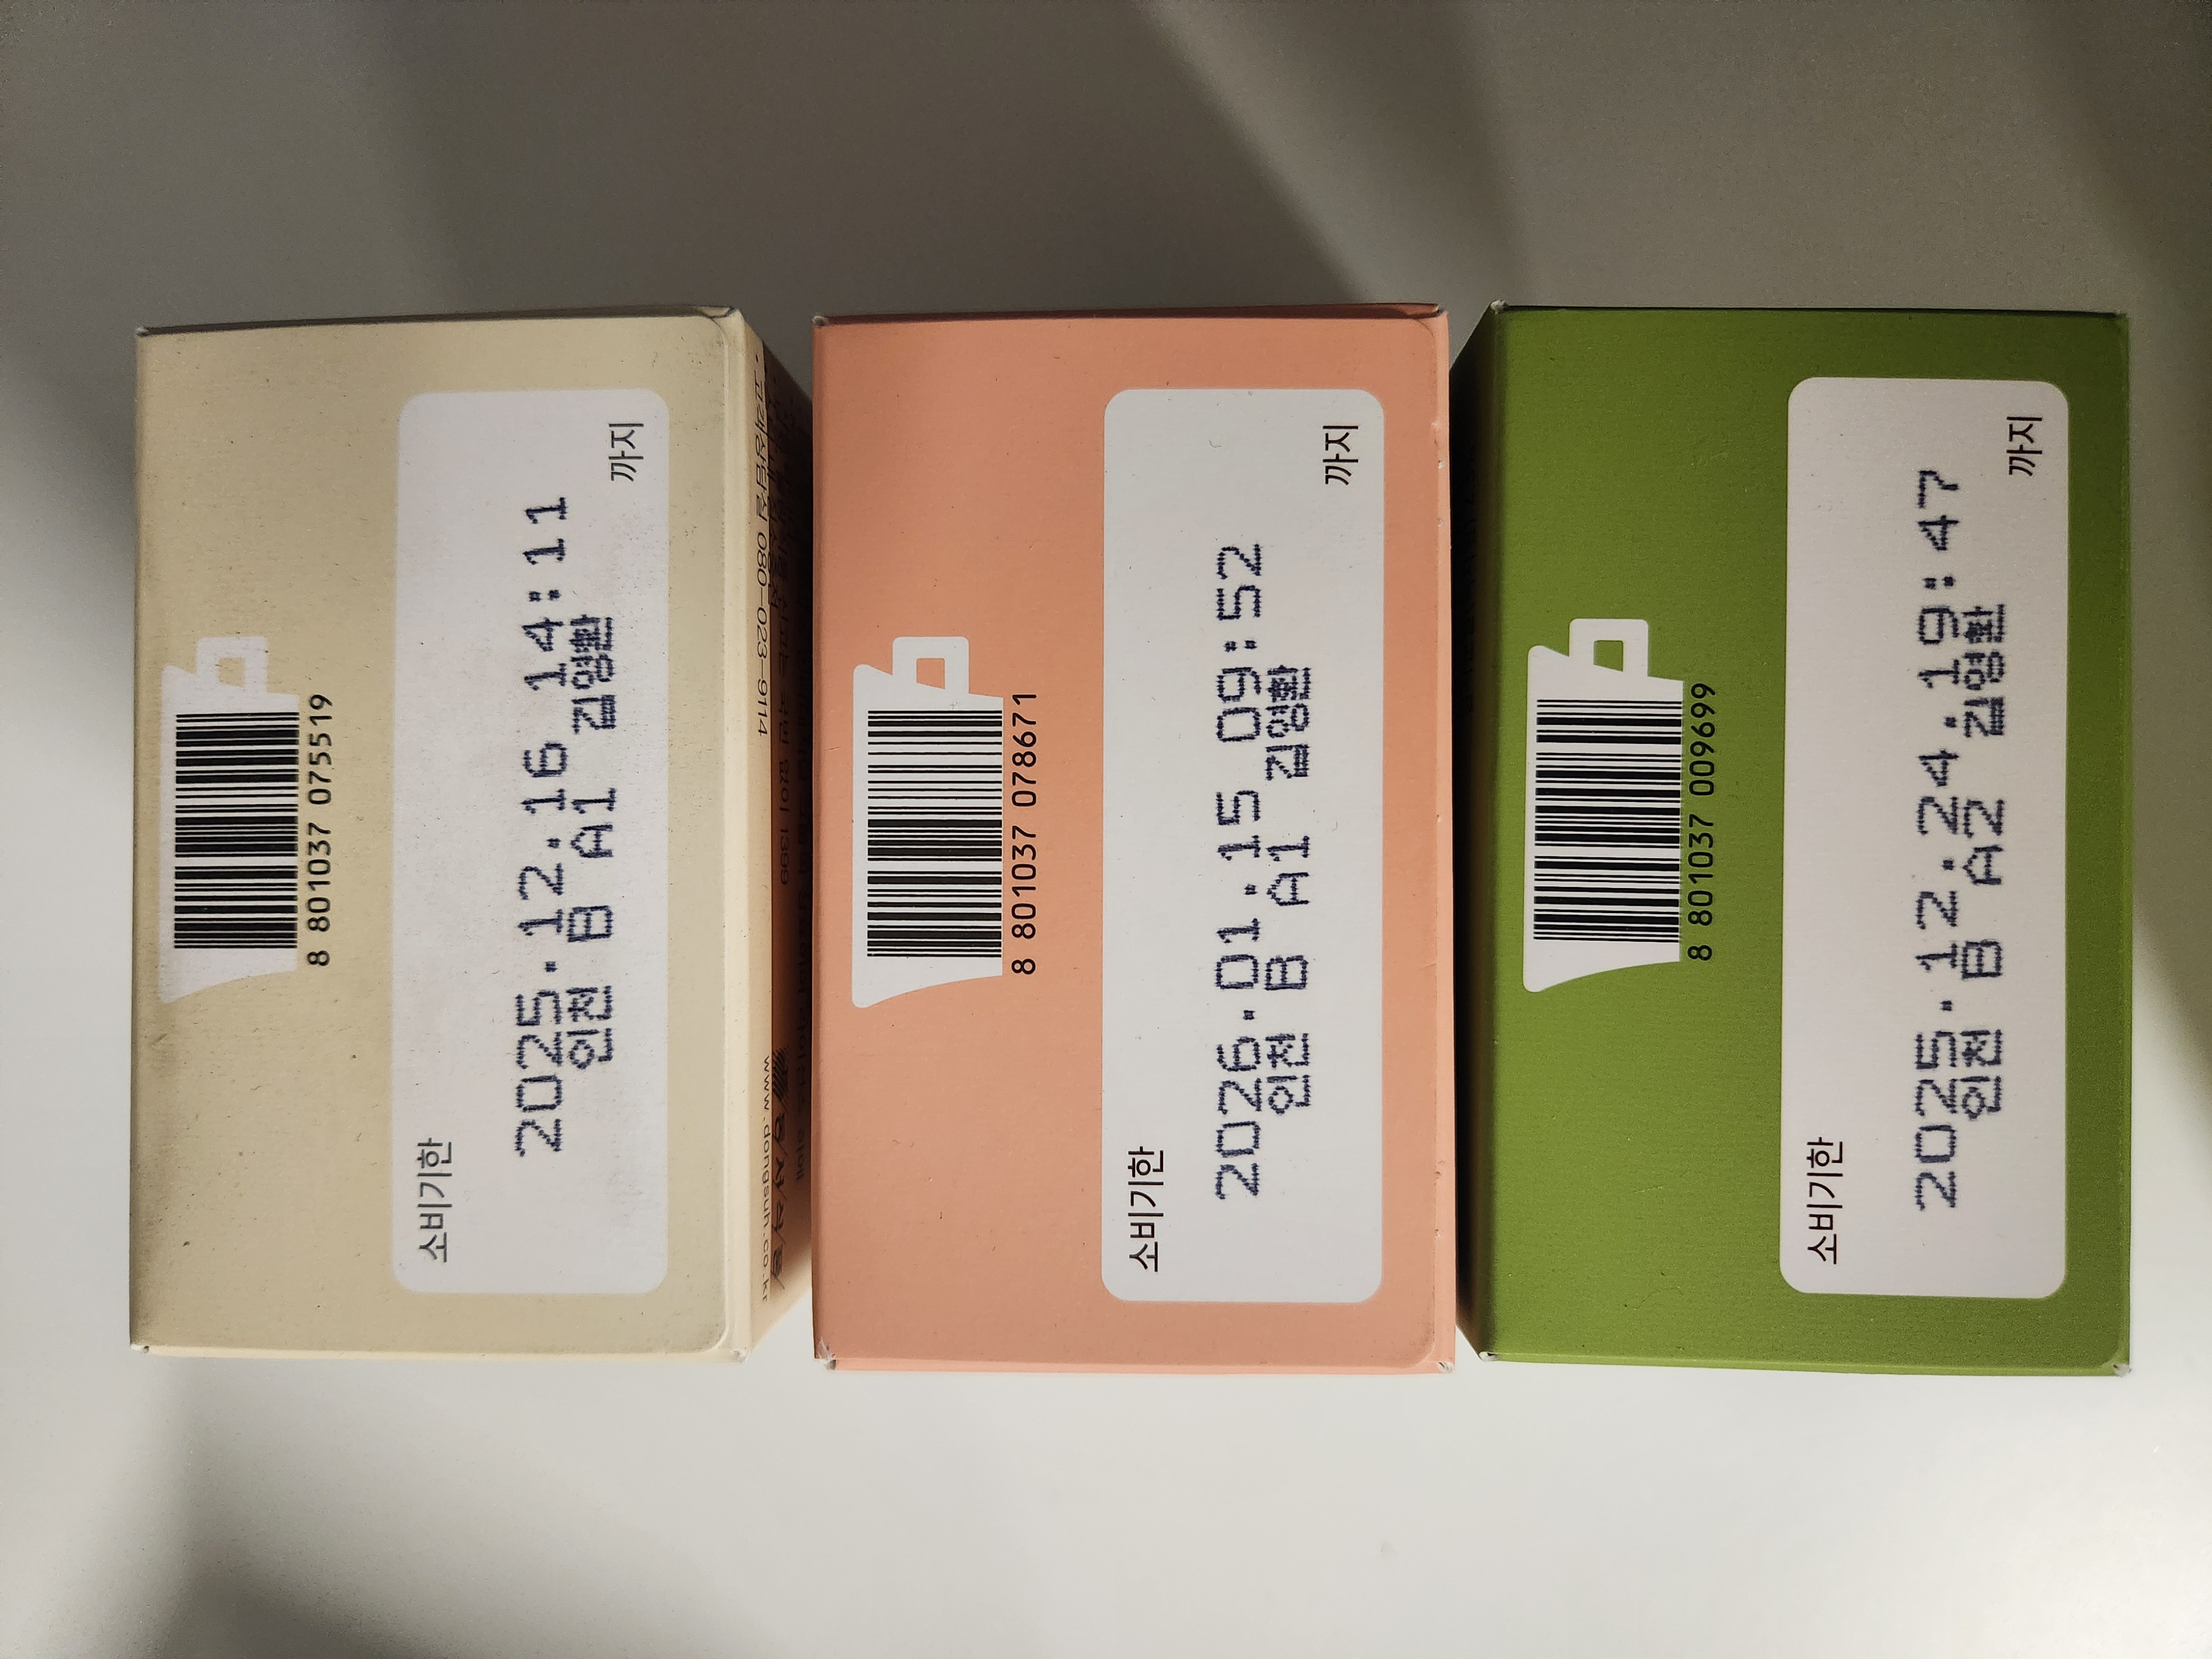 8 801037 075519
소비기한
2025.12.16 14:11
인천 B A1 김영환
까지
www.dongsuh.co.kr
8 801037 078671
소비기한
2026.01.15 09:52
인천 B A1 김영환
까지
8 801037 009699
소비기한
2025.12.24.19:47
인천 B A2 김영환
까지